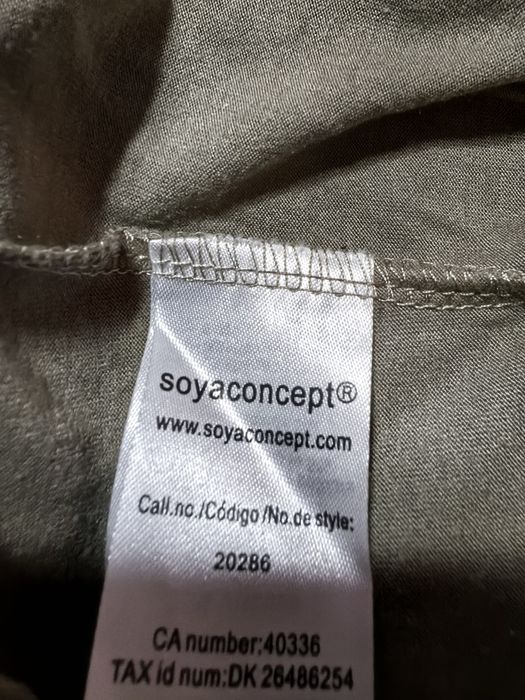 soyaconcept®
www.soyaconcept.com
Call.no./Código/No.de style:
20286
CA number:40336
TAX id num:DK 26486254